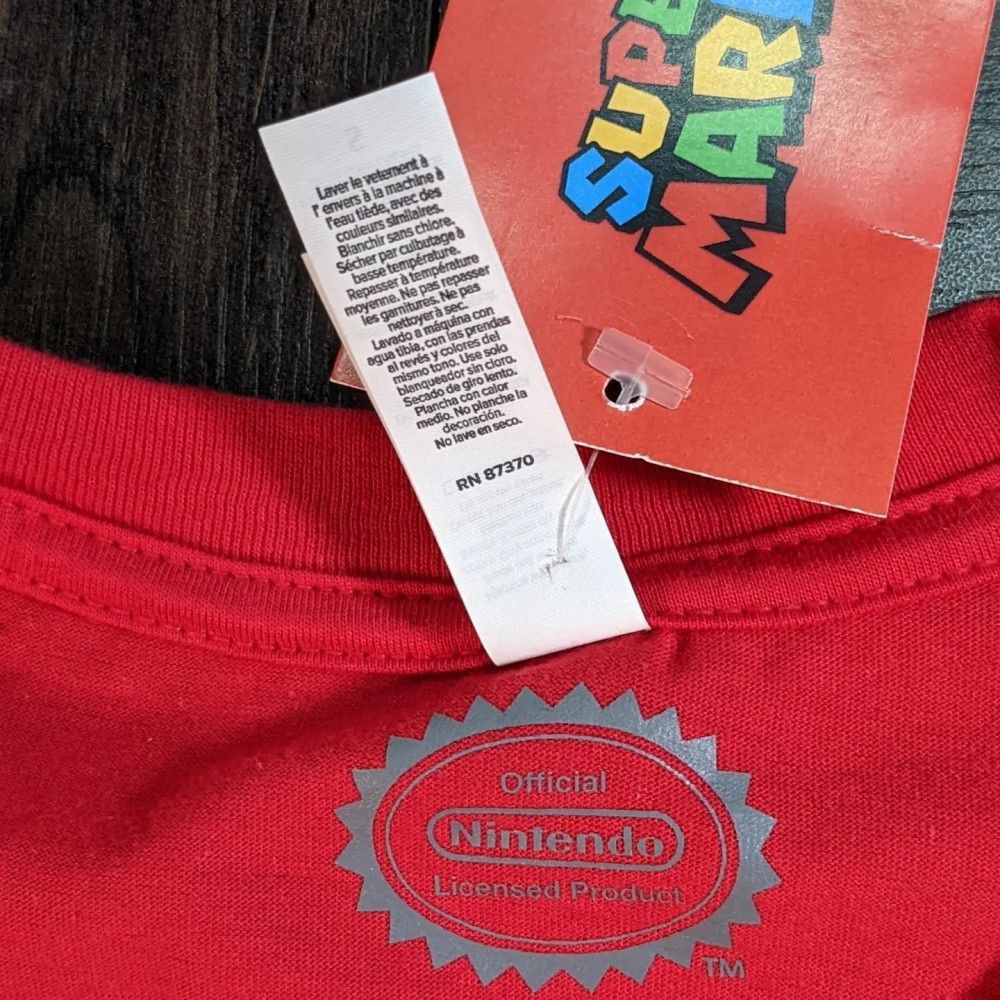 SUPER
MARI
S
Laver le vetement à
l' envers à la machine à
l'eau tiède, avec des
couleurs similaires.
Blanchir sans chlore.
Sécher par culbutage à
basse température.
Repasser à température
moyenne. Ne pas repasser
les garnitures. Ne pas
nettoyer à sec.
Lavado a máquina con
agua tibia, con las prendas
al revés y colores del
mismo tono. Use solo
blanqueador sin cloro.
Secado de giro lento.
Plancha con calor
medio. No planche la
decoración.
No lave en seco.
RN 87370
Official
Nintendo
Licensed Product
TM